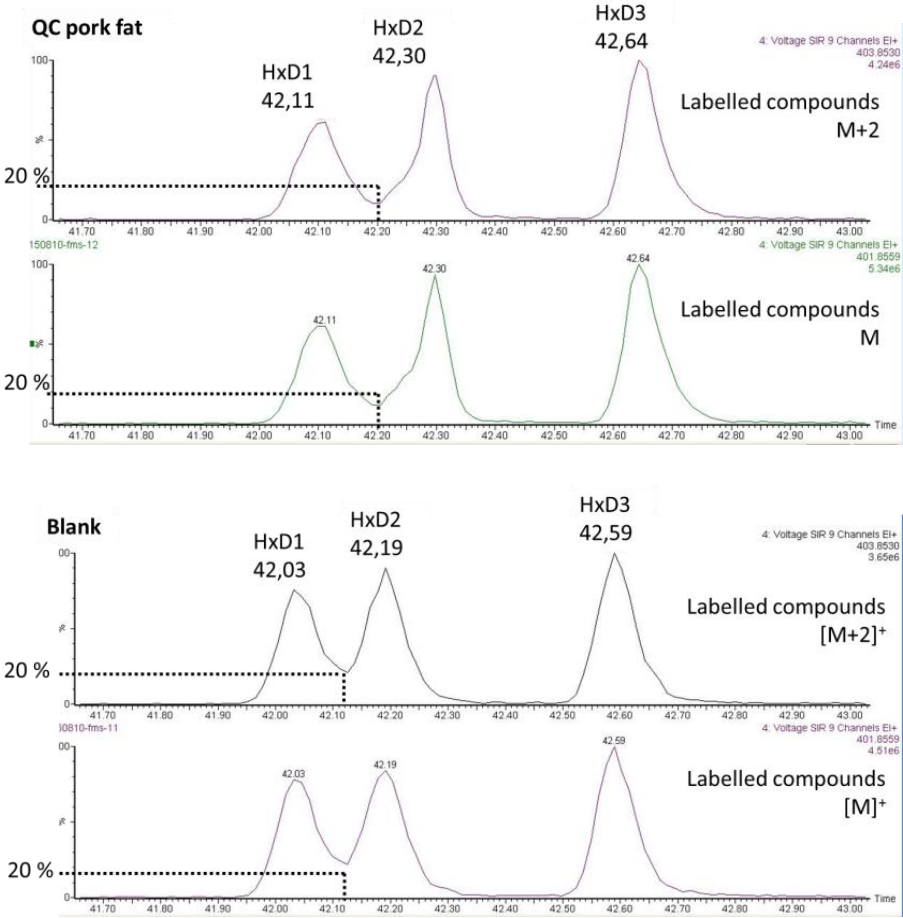 QC pork fat
HxD1
42,11
HxD2
42,30
HxD3
42,64
4: Voltage SIR 9 Channels EI+
403.8530
4.24e6
Labelled compounds
M+2
100
%
20 %
0
41.70 41.80 41.90 42.00 42.10 42.20 42.30 42.40 42.50 42.60 42.70 42.80 42.90 43.00
150810-fms-12
4: Voltage SIR 9 Channels EI+
401.8559
5.34e6
Labelled compounds
M
100
42.11
42.30
42.64
%
20 %
0
41.70 41.80 41.90 42.00 42.10 42.20 42.30 42.40 42.50 42.60 42.70 42.80 42.90 43.00 Time
Blank
HxD1
42,03
HxD2
42,19
HxD3
42,59
4: Voltage SIR 9 Channels EI+
403.8530
3.65e6
Labelled compounds
[M+2]+
00
%
20 %
0
41.70 41.80 41.90 42.00 42.10 42.20 42.30 42.40 42.50 42.60 42.70 42.80 42.90 43.00
50810-fms-11
4: Voltage SIR 9 Channels EI+
401.8559
4.51e6
Labelled compounds
[M]+
00
42.03
42.19
42.59
%
20 %
0
41.70 41.80 41.90 42.00 42.10 42.20 42.30 42.40 42.50 42.60 42.70 42.80 42.90 43.00 Time